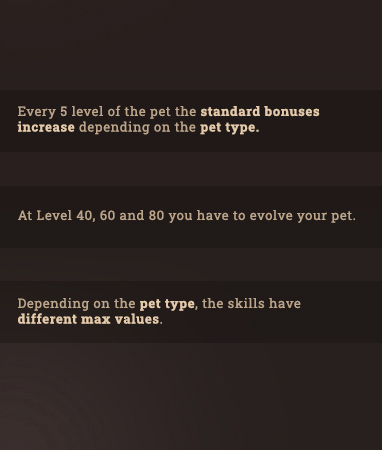 Every 5 level of the pet the standard bonuses
increase depending on the pet type.
At Level 40, 60 and 80 you have to evolve your pet.
Depending on the pet type, the skills have
different max values.